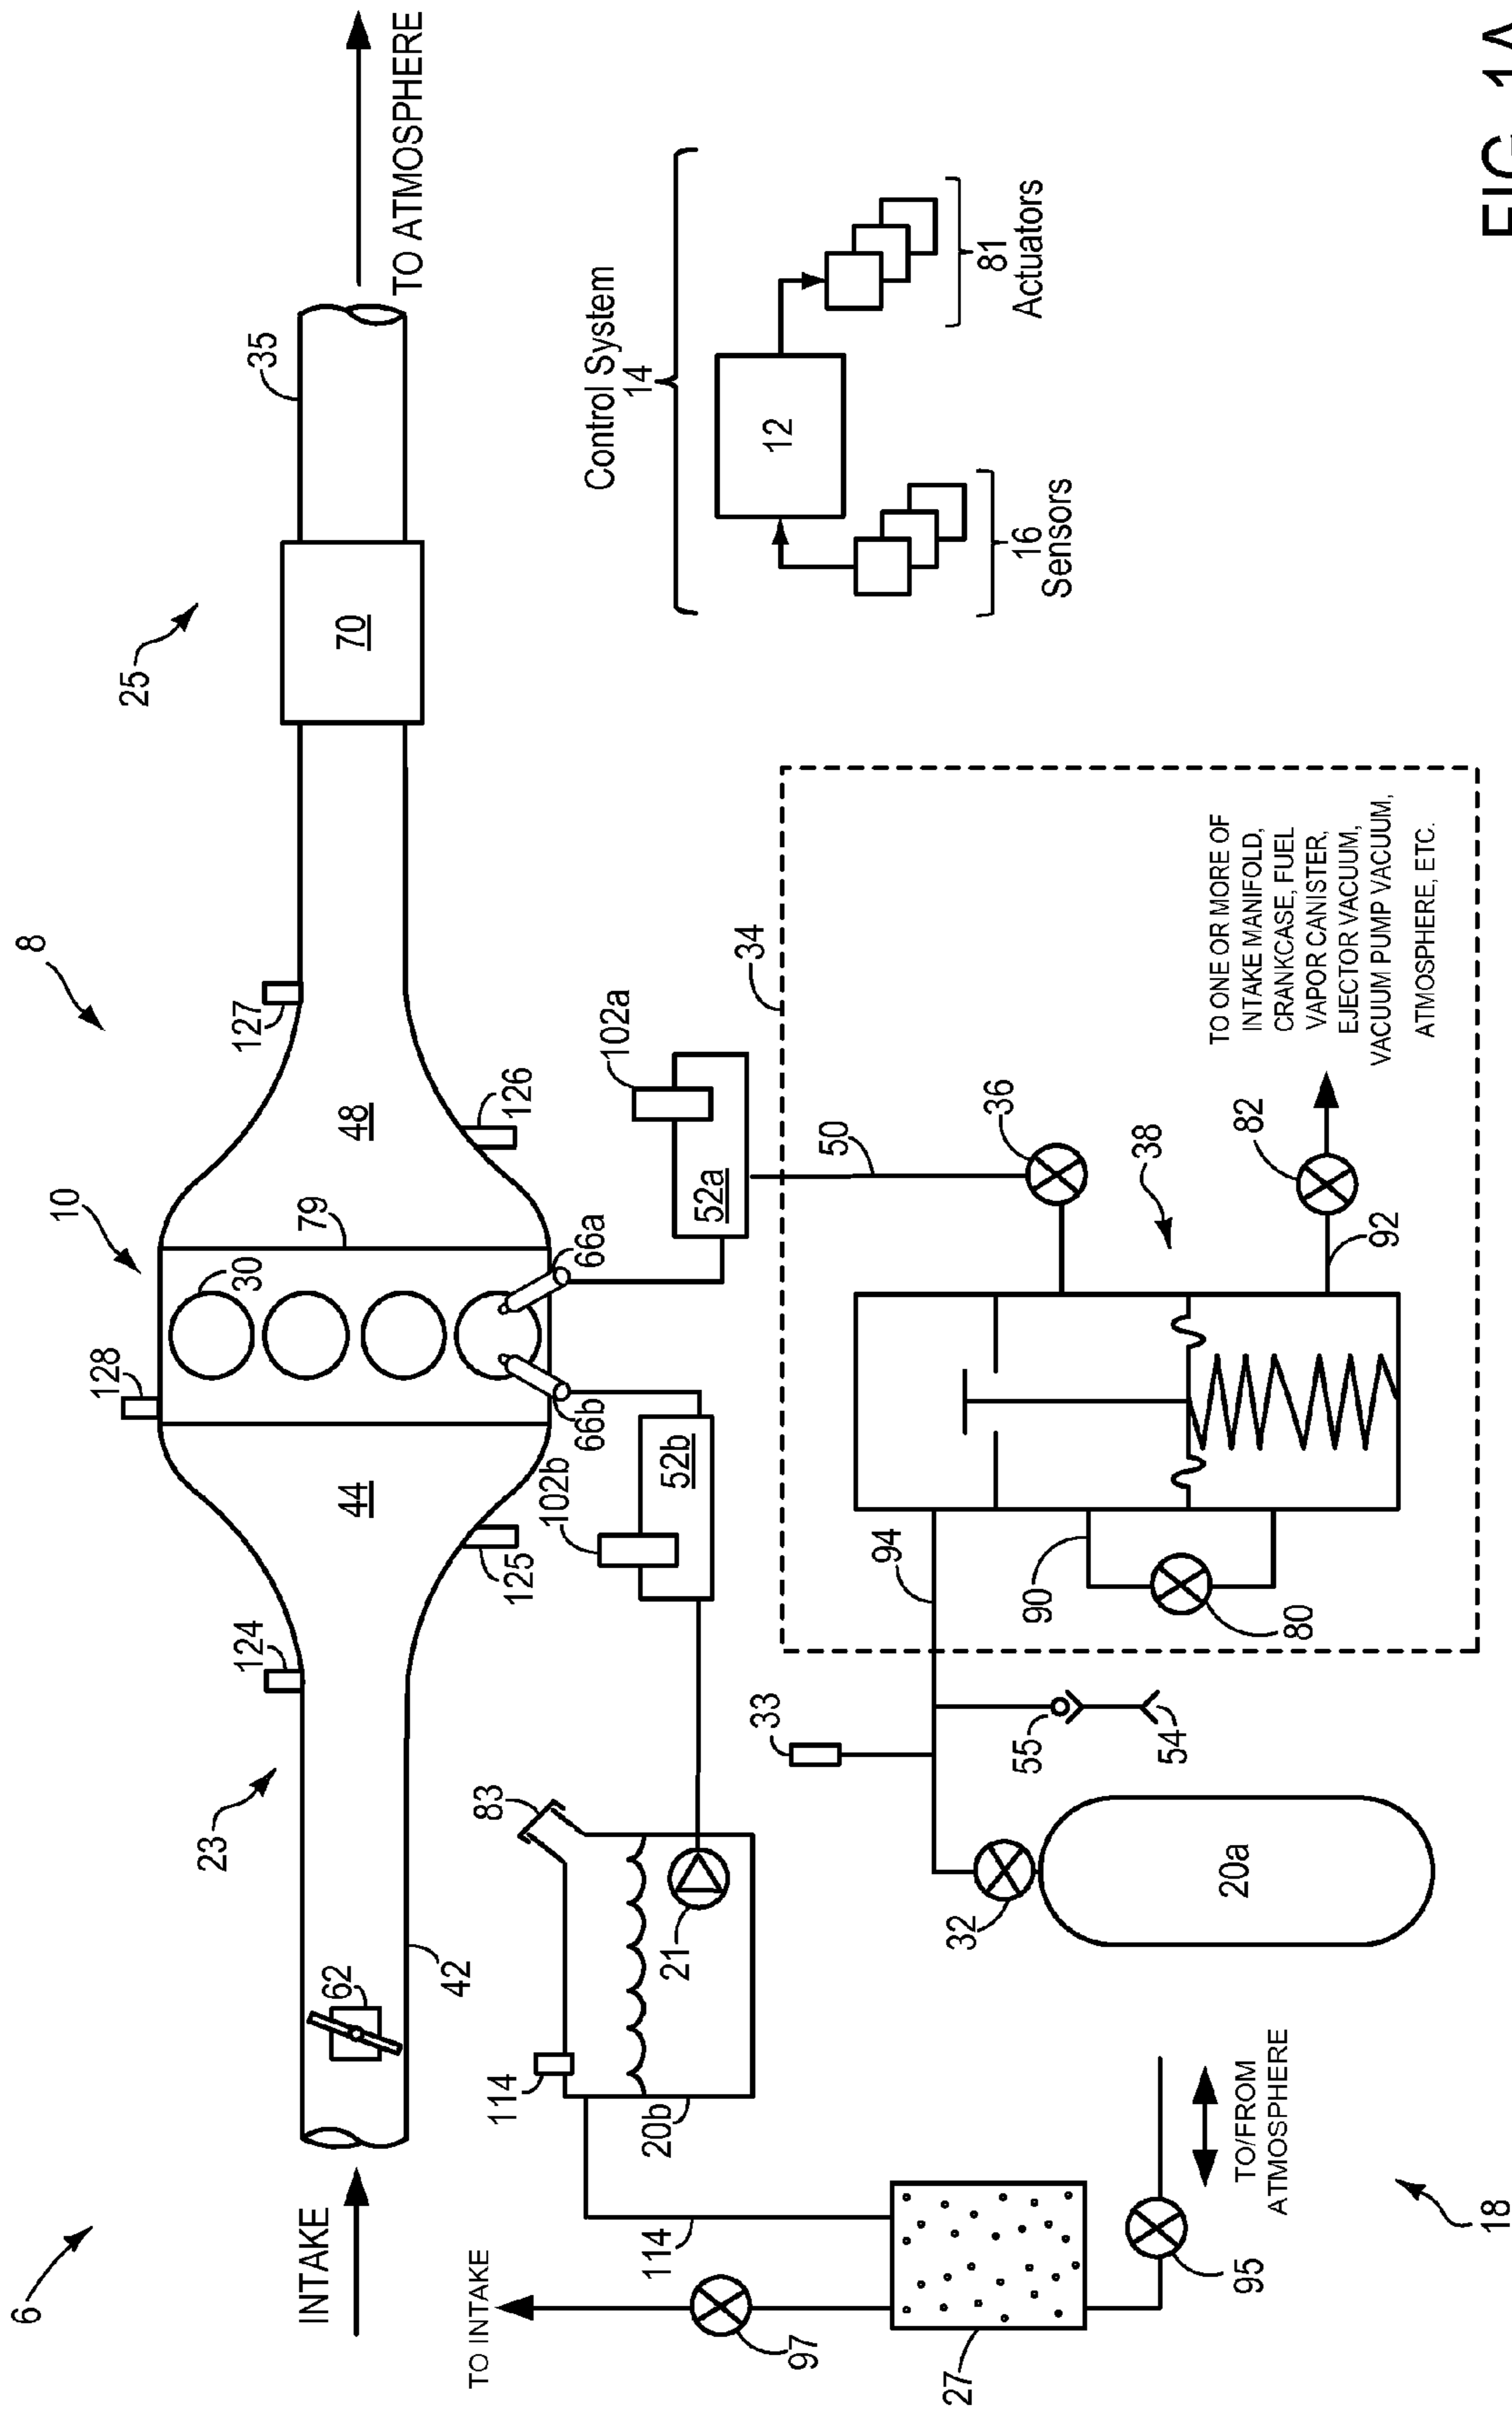 6
8
10
25
INTAKE
62
42
23
124
125
44
128
30
79
48
126
127
70
35
TO ATMOSPHERE
66b
66a
114
20b
21
83
102b
52b
102a
52a
50
34
Control System
14
12
16
Sensors
81
Actuators
TO INTAKE
97
114
27
95
TO/FROM
ATMOSPHERE
18
32
20a
33
55
54
94
90
80
36
38
82
92
TO ONE OR MORE OF
INTAKE MANIFOLD,
CRANKCASE, FUEL
VAPOR CANISTER,
EJECTOR VACUUM,
VACUUM PUMP VACUUM,
ATMOSPHERE, ETC.
FIG. 1A